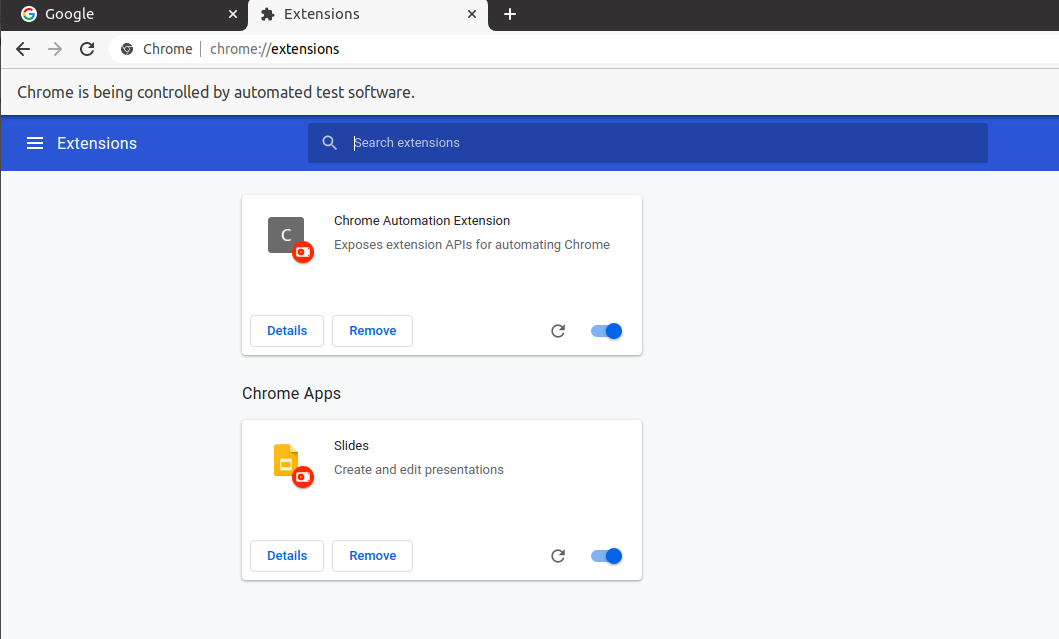 Google
Extensions
Chrome
chrome://extensions
Chrome is being controlled by automated test software.
Extensions
Search extensions
C
Chrome Automation Extension
Exposes extension APIs for automating Chrome
Details
Remove
Chrome Apps
Slides
Create and edit presentations
Details
Remove